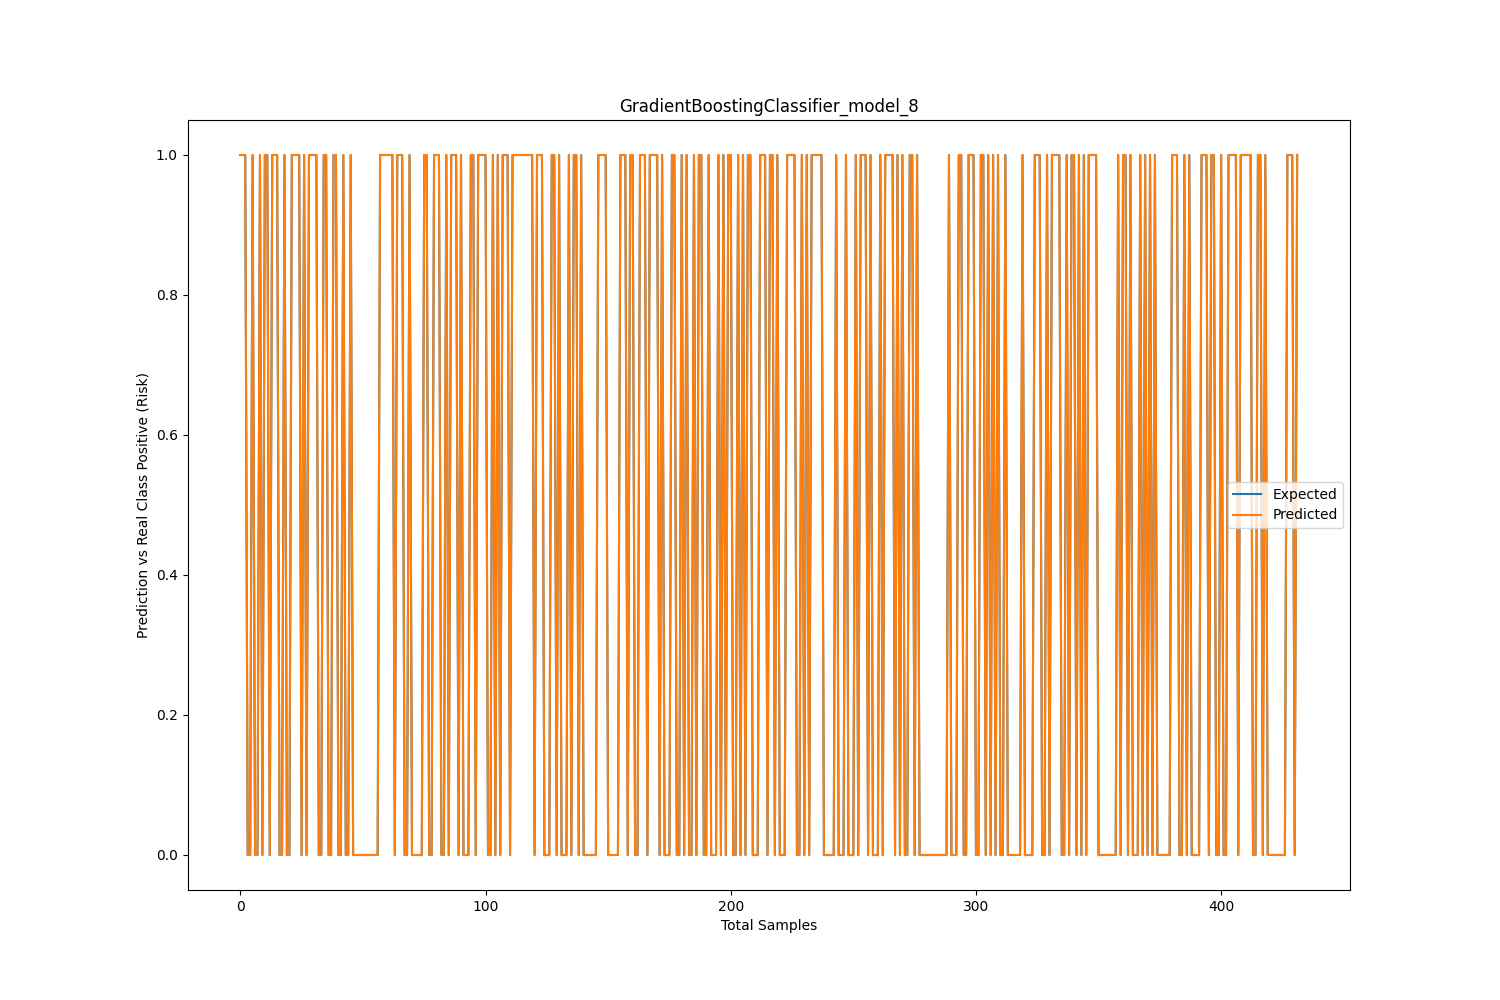 GradientBoostingClassifier_model_8
Prediction vs Real Class Positive (Risk)
1.0
0.8
0.6
0.4
0.2
0.0
Expected
Predicted
0 100 200 300 400
Total Samples